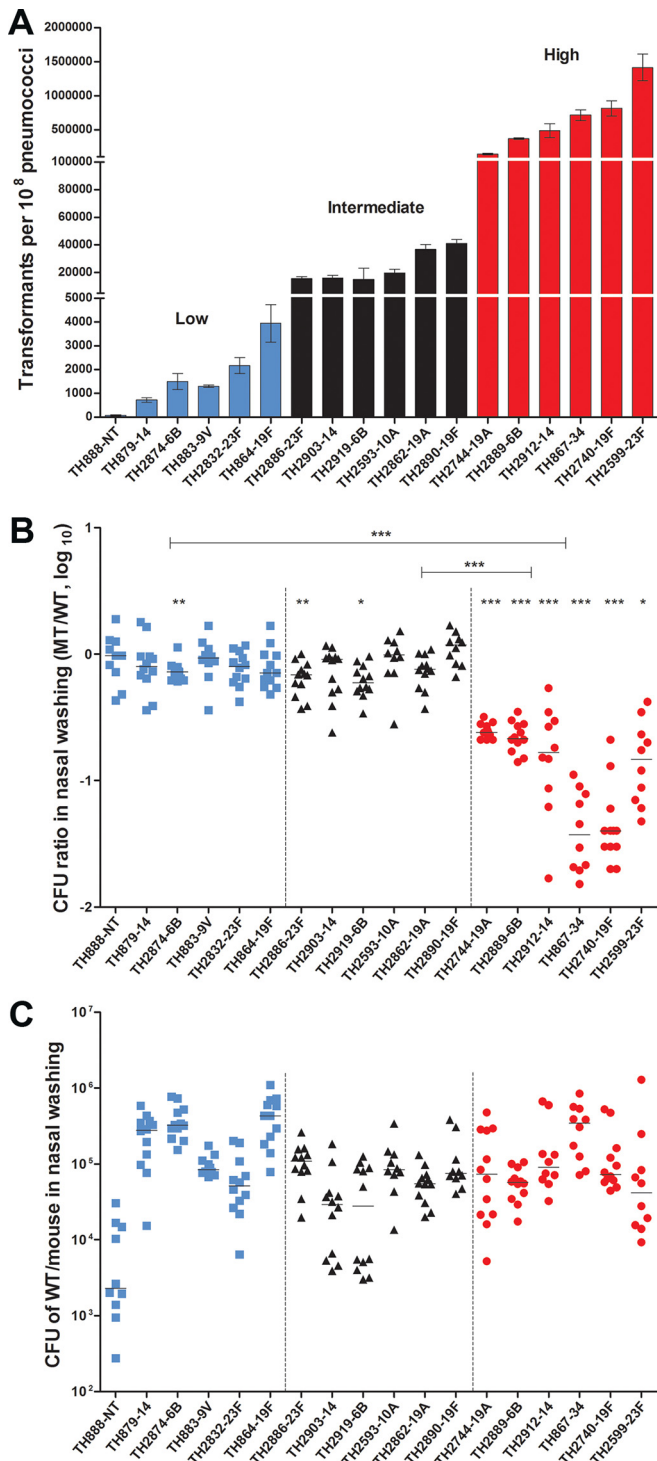 A
Transformants per 10⁸ pneumococci
2000000
1500000
1000000
500000
100000
80000
60000
40000
20000
5000
4000
3000
2000
1000
0
Low
Intermediate
High
TH888-NT
TH879-14
TH2874-6B
TH883-9V
TH2832-23F
TH864-19F
TH2886-23F
TH2903-14
TH2919-6B
TH2593-10A
TH2862-19A
TH2890-19F
TH2744-19A
TH2889-6B
TH2912-14
TH867-34
TH2740-19F
TH2599-23F
B
CFU ratio in nasal washing (MT/WT, log₁₀)
1
0
-1
-2
***
***
** ** * *** *** *** *** *** *
TH888-NT
TH879-14
TH2874-6B
TH883-9V
TH2832-23F
TH864-19F
TH2886-23F
TH2903-14
TH2919-6B
TH2593-10A
TH2862-19A
TH2890-19F
TH2744-19A
TH2889-6B
TH2912-14
TH867-34
TH2740-19F
TH2599-23F
C
CFU of WT/mouse in nasal washing
10⁷
10⁶
10⁵
10⁴
10³
10²
TH888-NT
TH879-14
TH2874-6B
TH883-9V
TH2832-23F
TH864-19F
TH2886-23F
TH2903-14
TH2919-6B
TH2593-10A
TH2862-19A
TH2890-19F
TH2744-19A
TH2889-6B
TH2912-14
TH867-34
TH2740-19F
TH2599-23F